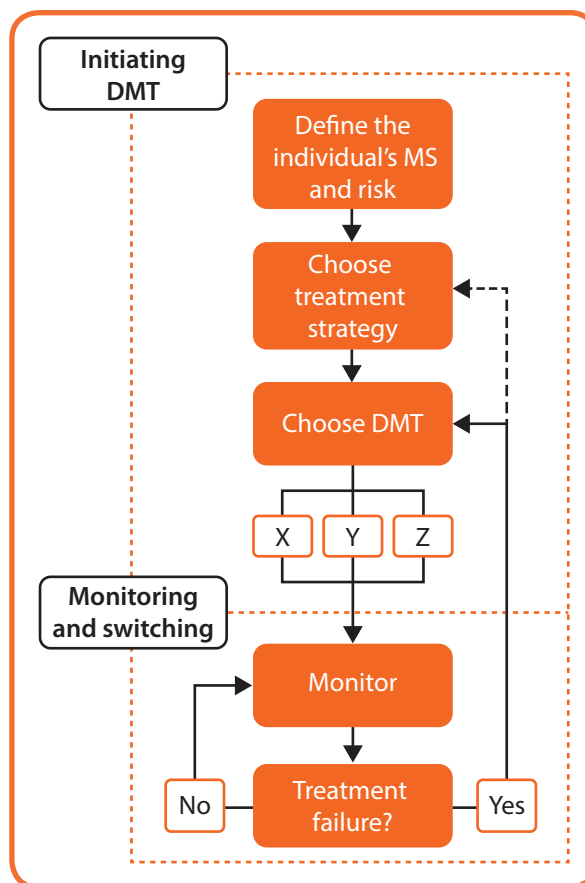 Initiating
DMT
Define the
individual’s MS
and risk
Choose
treatment
strategy
Choose DMT
X
Y
Z
Monitoring
and switching
Monitor
Treatment
failure?
No
Yes